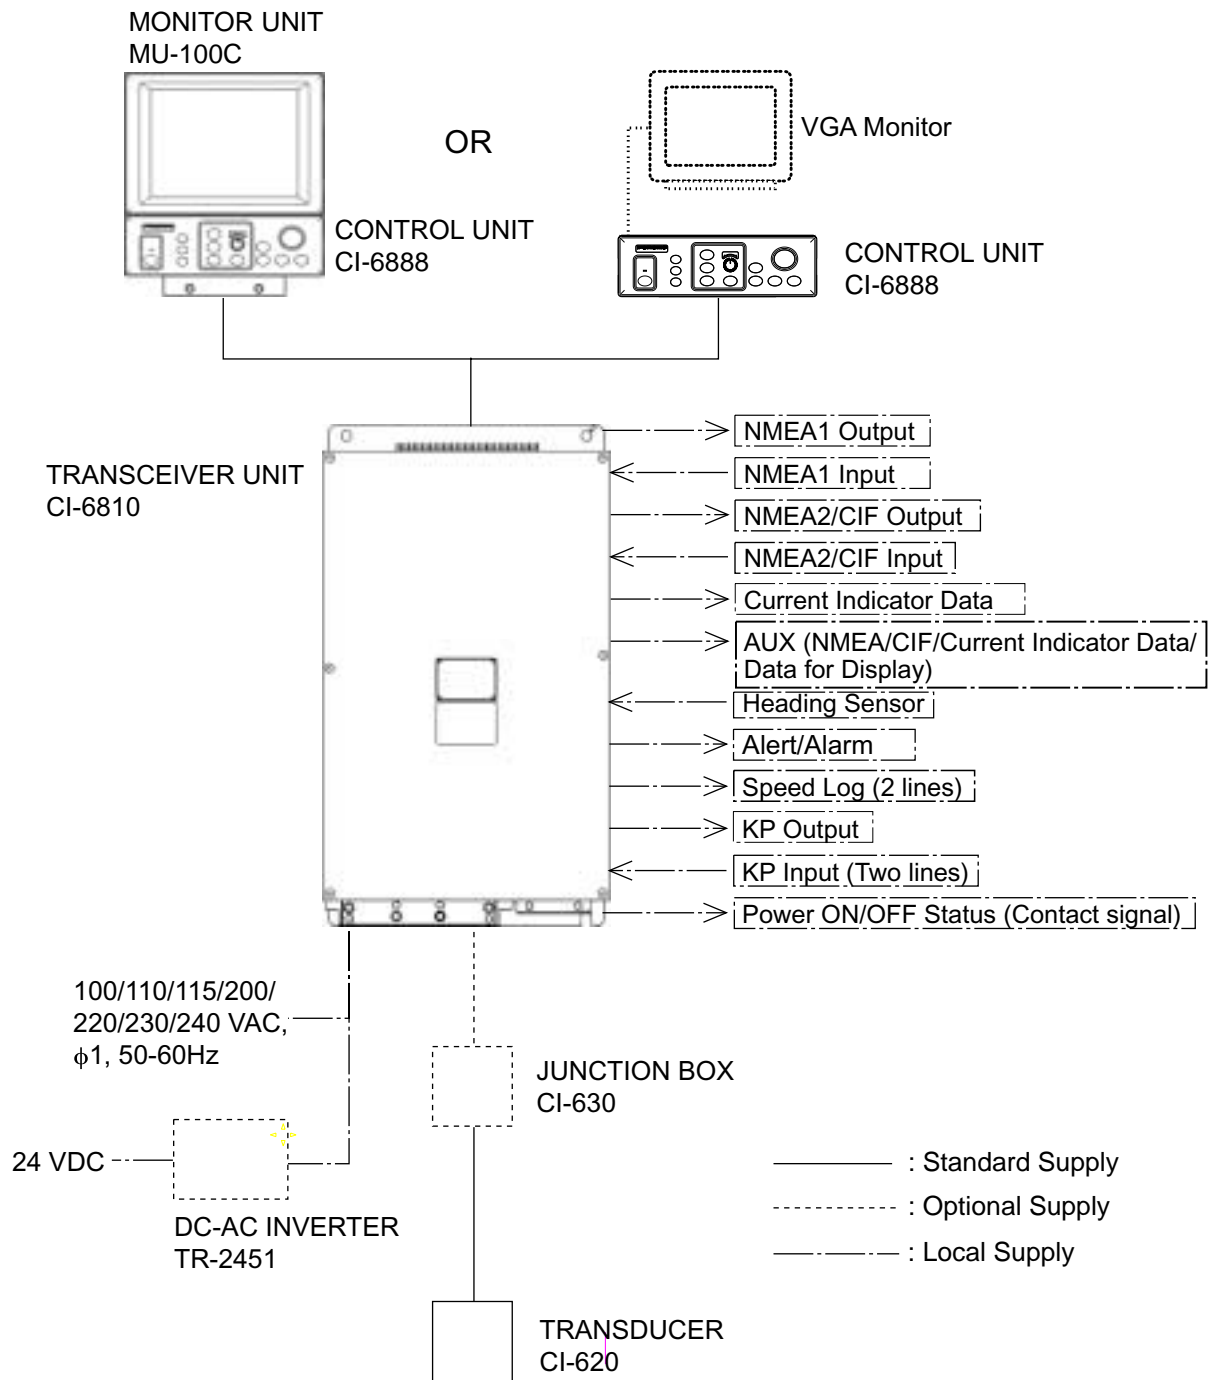 MONITOR UNIT
MU-100C
OR
VGA Monitor
CONTROL UNIT
CI-6888
CONTROL UNIT
CI-6888
TRANSCEIVER UNIT
CI-6810
NMEA1 Output
NMEA1 Input
NMEA2/CIF Output
NMEA2/CIF Input
Current Indicator Data
AUX (NMEA/CIF/Current Indicator Data/
Data for Display)
Heading Sensor
Alert/Alarm
Speed Log (2 lines)
KP Output
KP Input (Two lines)
Power ON/OFF Status (Contact signal)
100/110/115/200/
220/230/240 VAC,
ϕ1, 50-60Hz
JUNCTION BOX
CI-630
24 VDC
DC-AC INVERTER
TR-2451
: Standard Supply
: Optional Supply
: Local Supply
TRANSDUCER
CI-620